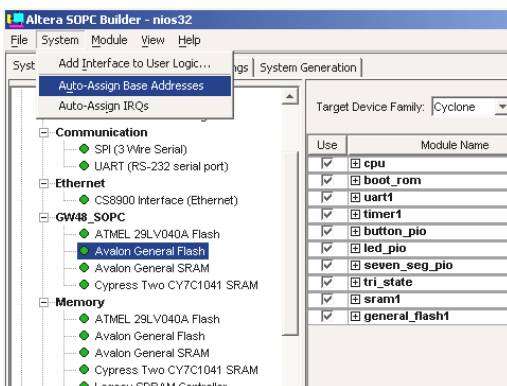 Altera SOPC Builder - nios32
File System Module View Help
Syst ngs System Generation
Add Interface to User Logic...
Auto-Assign Base Addresses
Auto-Assign IRQs
Target Device Family: Cyclone
Communication
SPI (3 Wire Serial)
UART (RS-232 serial port)
Ethernet
CS8900 Interface (Ethernet)
GW48_SOPC
ATMEL 29LV040A Flash
Avalon General Flash
Avalon General SRAM
Cypress Two CY7C1041 SRAM
Memory
ATMEL 29LV040A Flash
Avalon General Flash
Avalon General SRAM
Cypress Two CY7C1041 SRAM
Legacy SDRAM Controller
Use Module Name
cpu
boot_rom
uart1
timer1
button_pio
led_pio
seven_seg_pio
tri_state
sram1
general_flash1